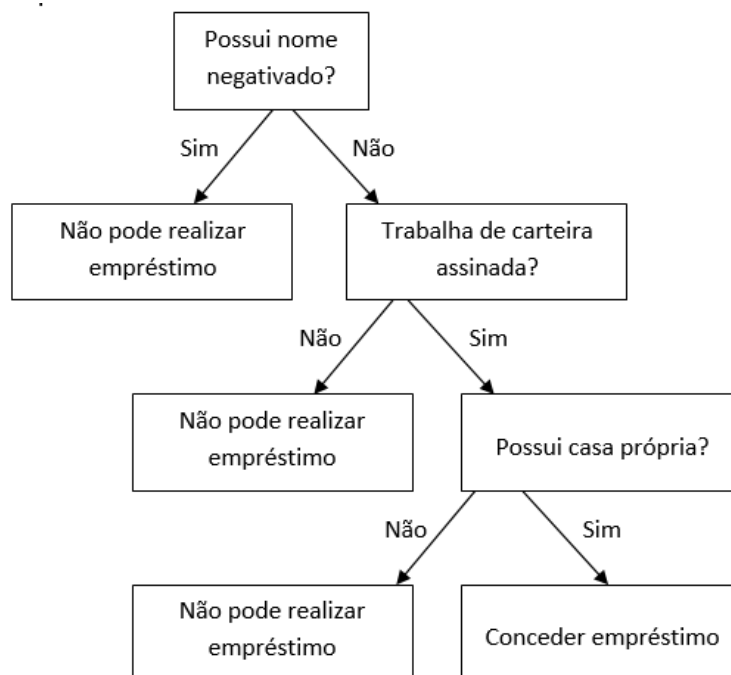 Possui nome
negativado?
Sim
Não
Não pode realizar
empréstimo
Trabalha de carteira
assinada?
Não
Sim
Não pode realizar
empréstimo
Possui casa própria?
Não
Sim
Não pode realizar
empréstimo
Conceder empréstimo